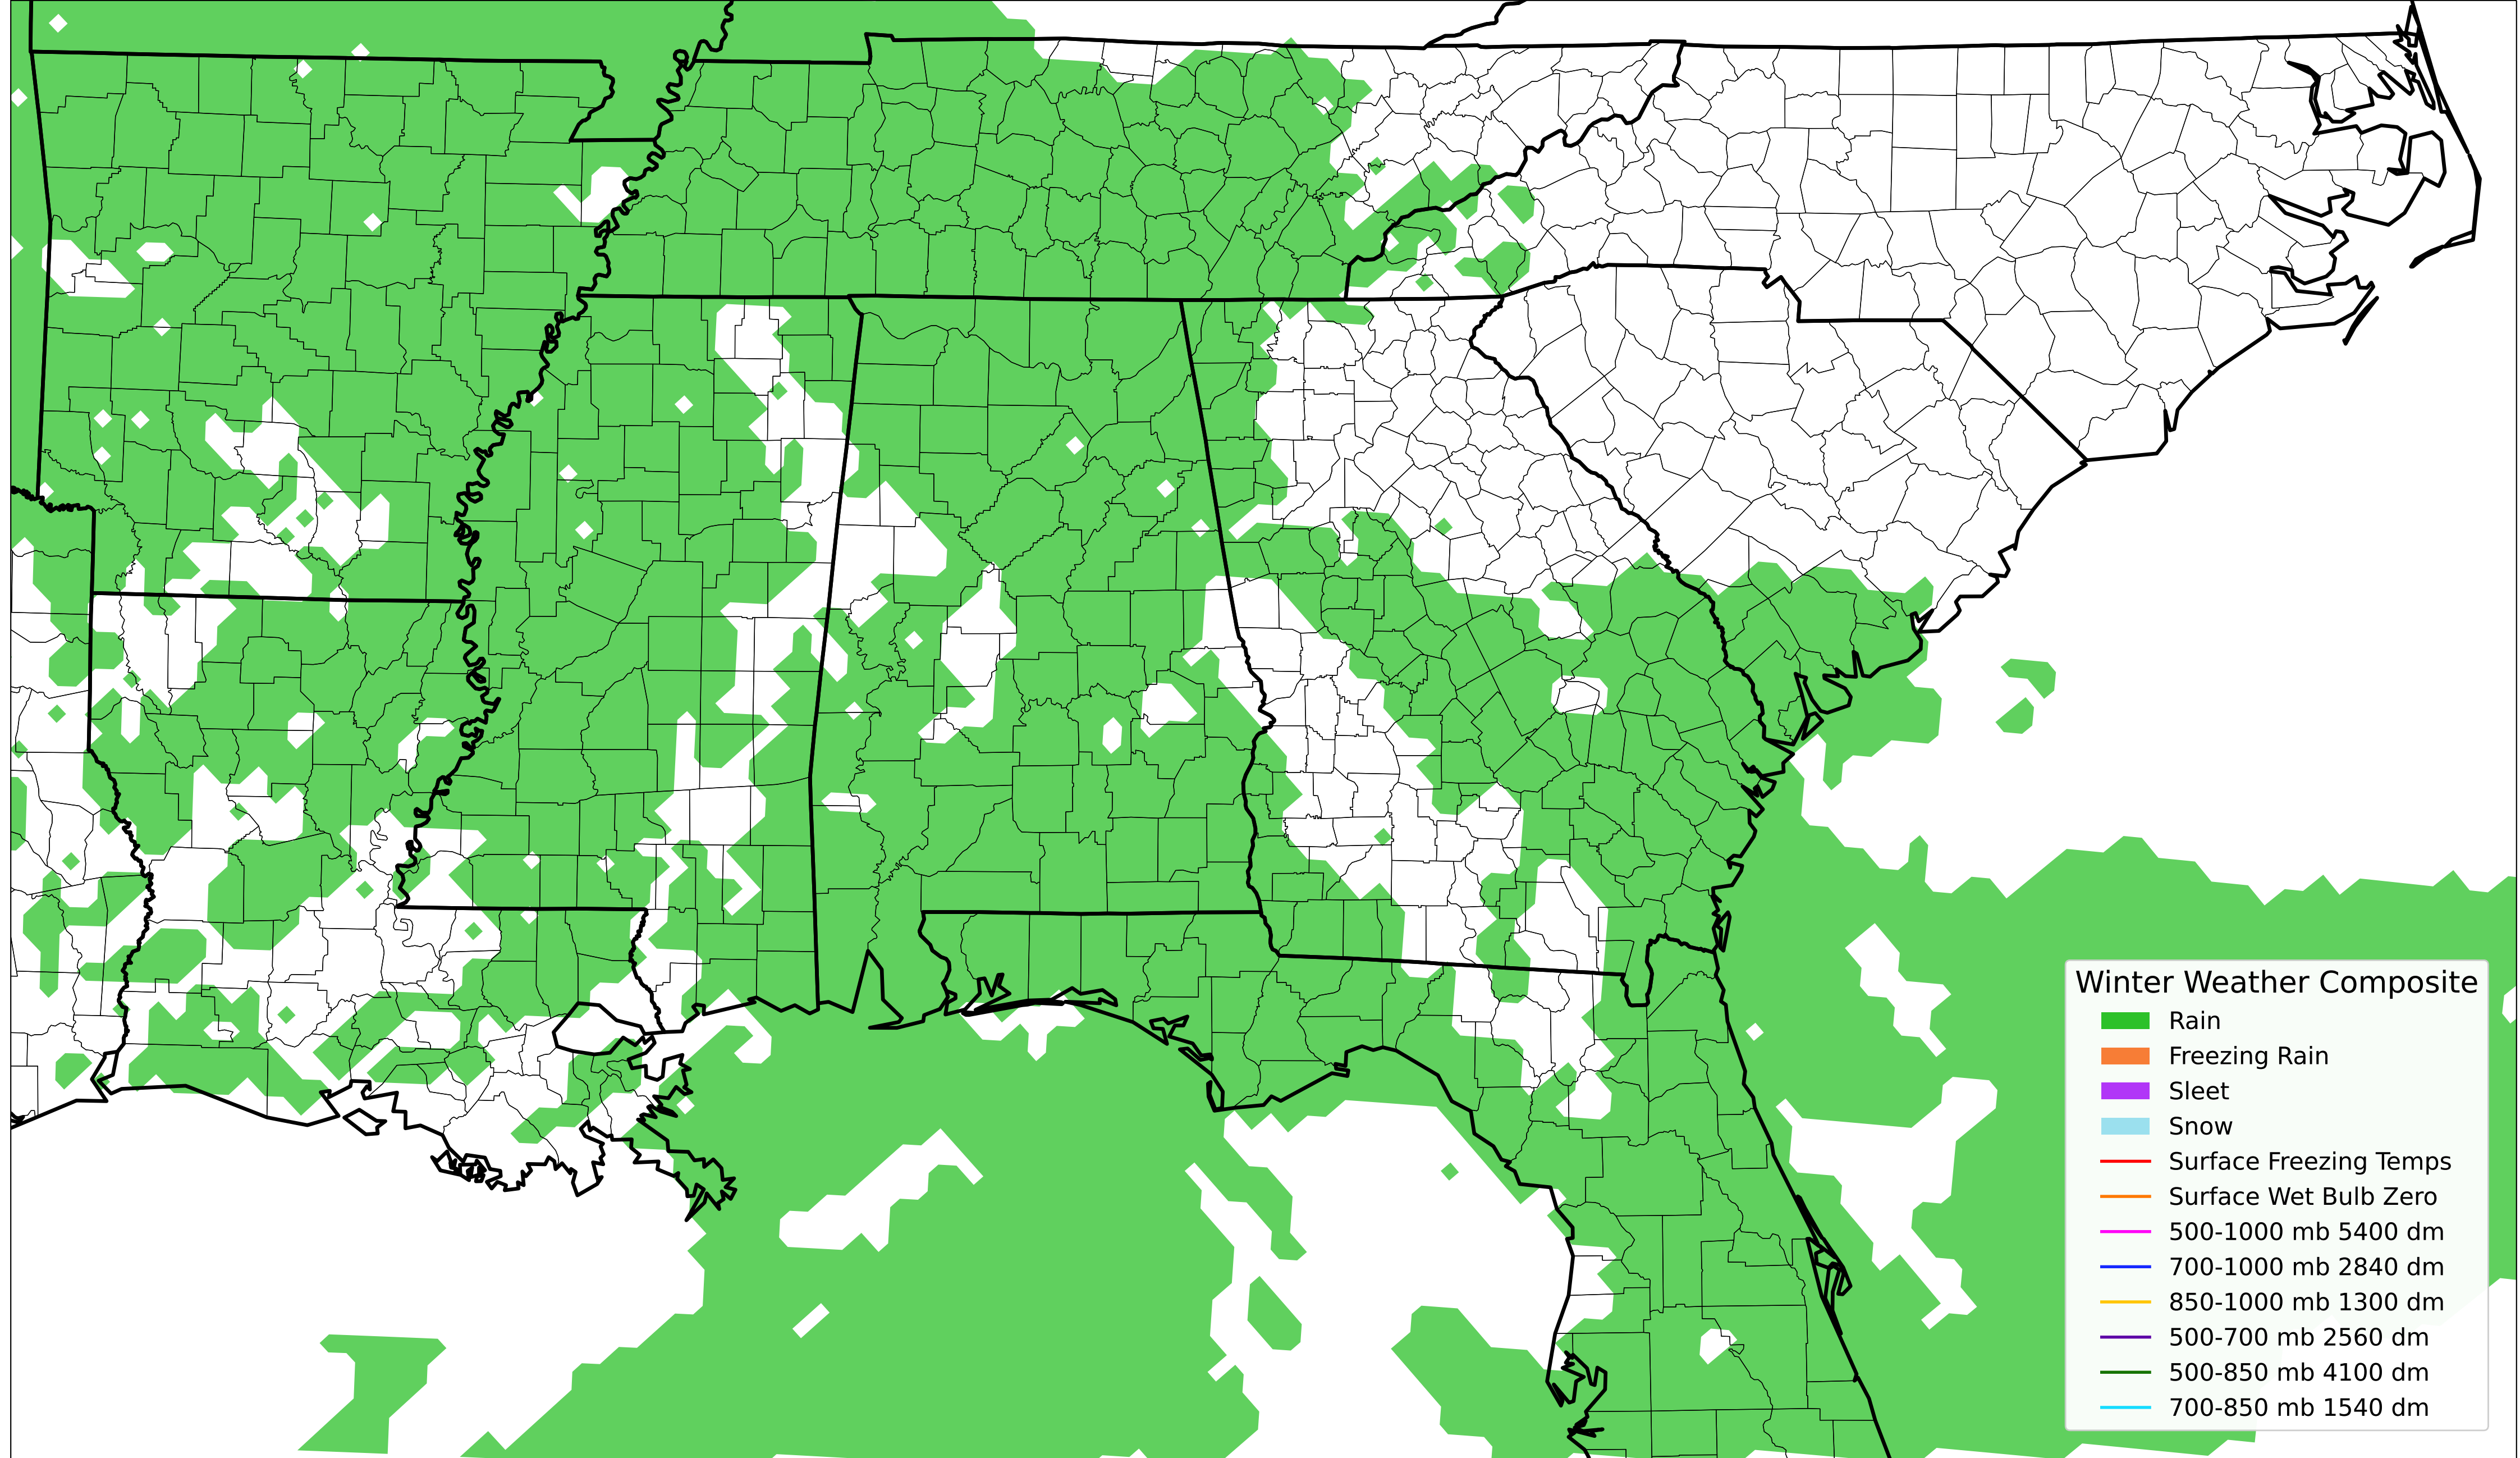 Winter Weather Composite
Rain
Freezing Rain
Sleet
Snow
Surface Freezing Temps
Surface Wet Bulb Zero
500-1000 mb 5400 dm
700-1000 mb 2840 dm
850-1000 mb 1300 dm
500-700 mb 2560 dm
500-850 mb 4100 dm
700-850 mb 1540 dm